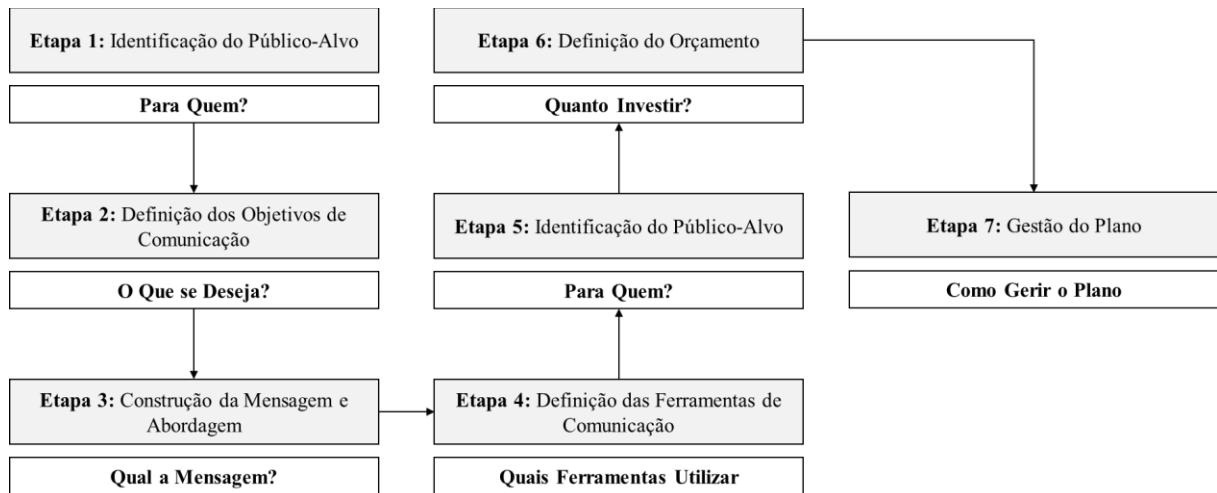 Etapa 1: Identificação do Público-Alvo
Para Quem?
Etapa 2: Definição dos Objetivos de
Comunicação
O Que se Deseja?
Etapa 3: Construção da Mensagem e
Abordagem
Qual a Mensagem?
Etapa 4: Definição das Ferramentas de
Comunicação
Quais Ferramentas Utilizar
Etapa 5: Identificação do Público-Alvo
Para Quem?
Etapa 6: Definição do Orçamento
Quanto Investir?
Etapa 7: Gestão do Plano
Como Gerir o Plano